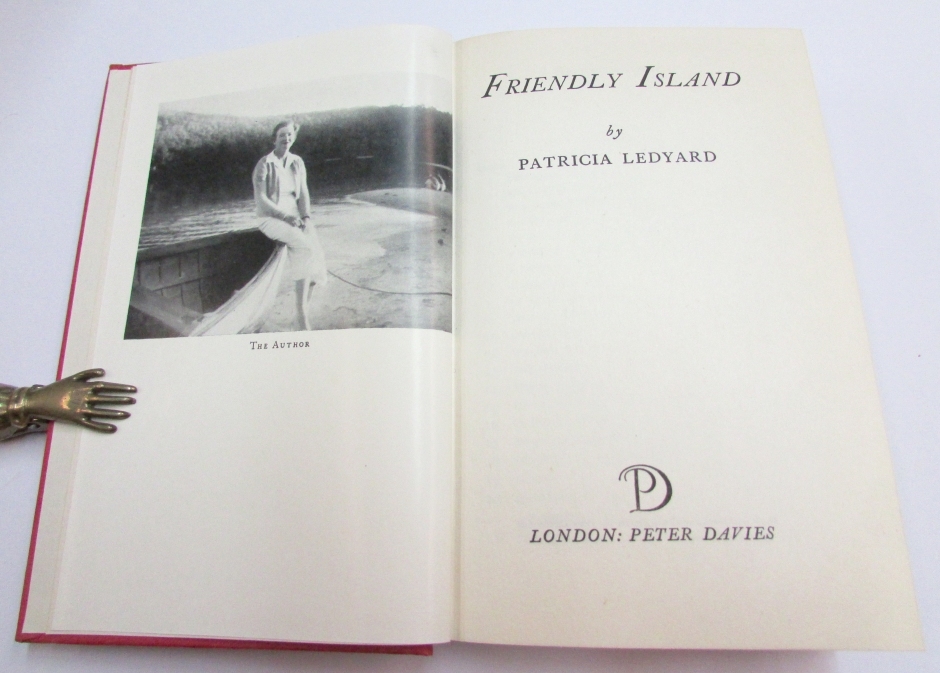 The Author
Friendly Island
by
PATRICIA LEDYARD
PD
LONDON: PETER DAVIES